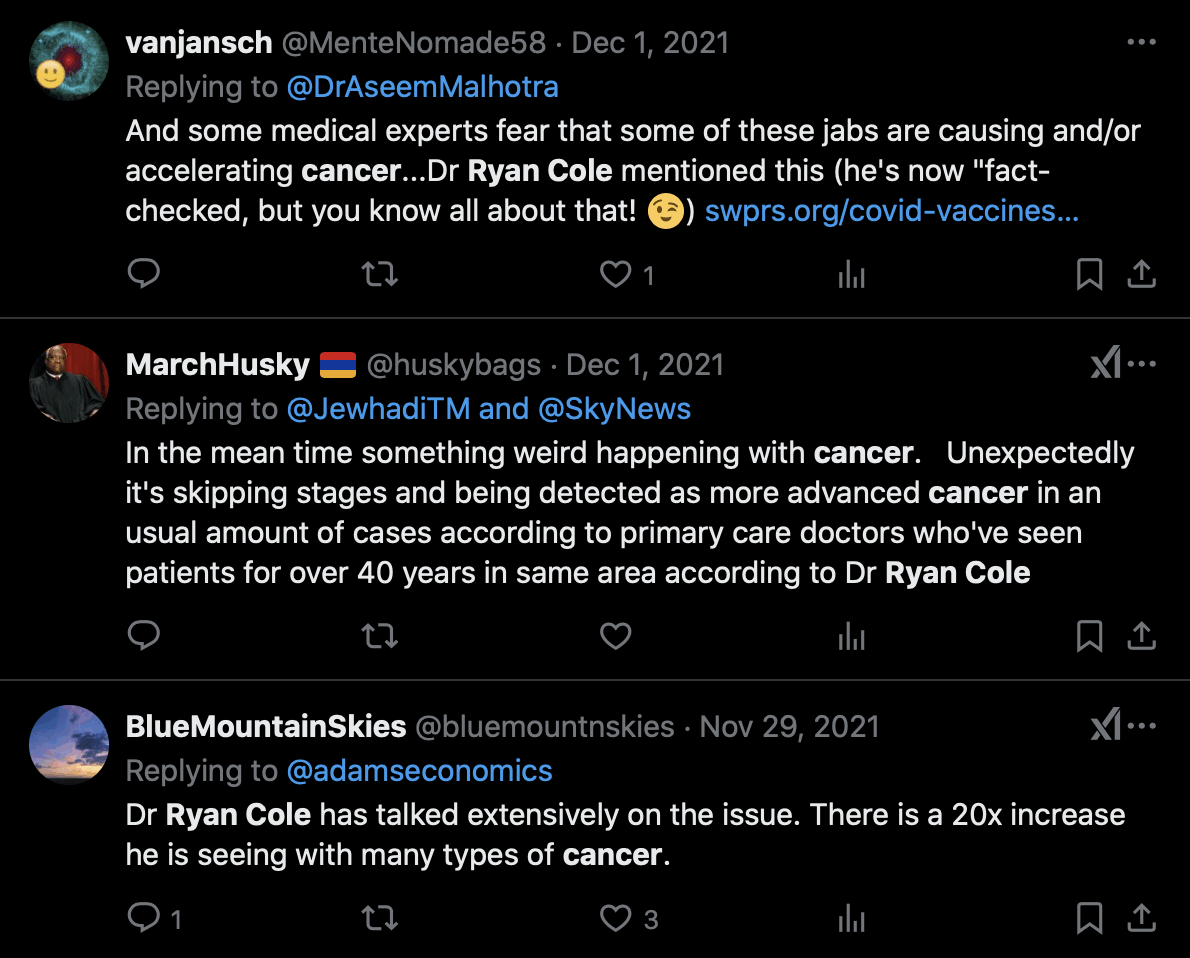 vanjansch @MenteNomade58 · Dec 1, 2021
Replying to @DrAseemMalhotra
And some medical experts fear that some of these jabs are causing and/or
accelerating cancer...Dr Ryan Cole mentioned this (he's now "fact-
checked, but you know all about that! 😉) swprs.org/covid-vaccines...
1
MarchHusky 🇦🇲 @huskybags · Dec 1, 2021
Replying to @JewhadiTM and @SkyNews
In the mean time something weird happening with cancer.   Unexpectedly
it's skipping stages and being detected as more advanced cancer in an
usual amount of cases according to primary care doctors who've seen
patients for over 40 years in same area according to Dr Ryan Cole
BlueMountainSkies @bluemountnskies · Nov 29, 2021
Replying to @adamseconomics
Dr Ryan Cole has talked extensively on the issue. There is a 20x increase
he is seeing with many types of cancer.
1 3